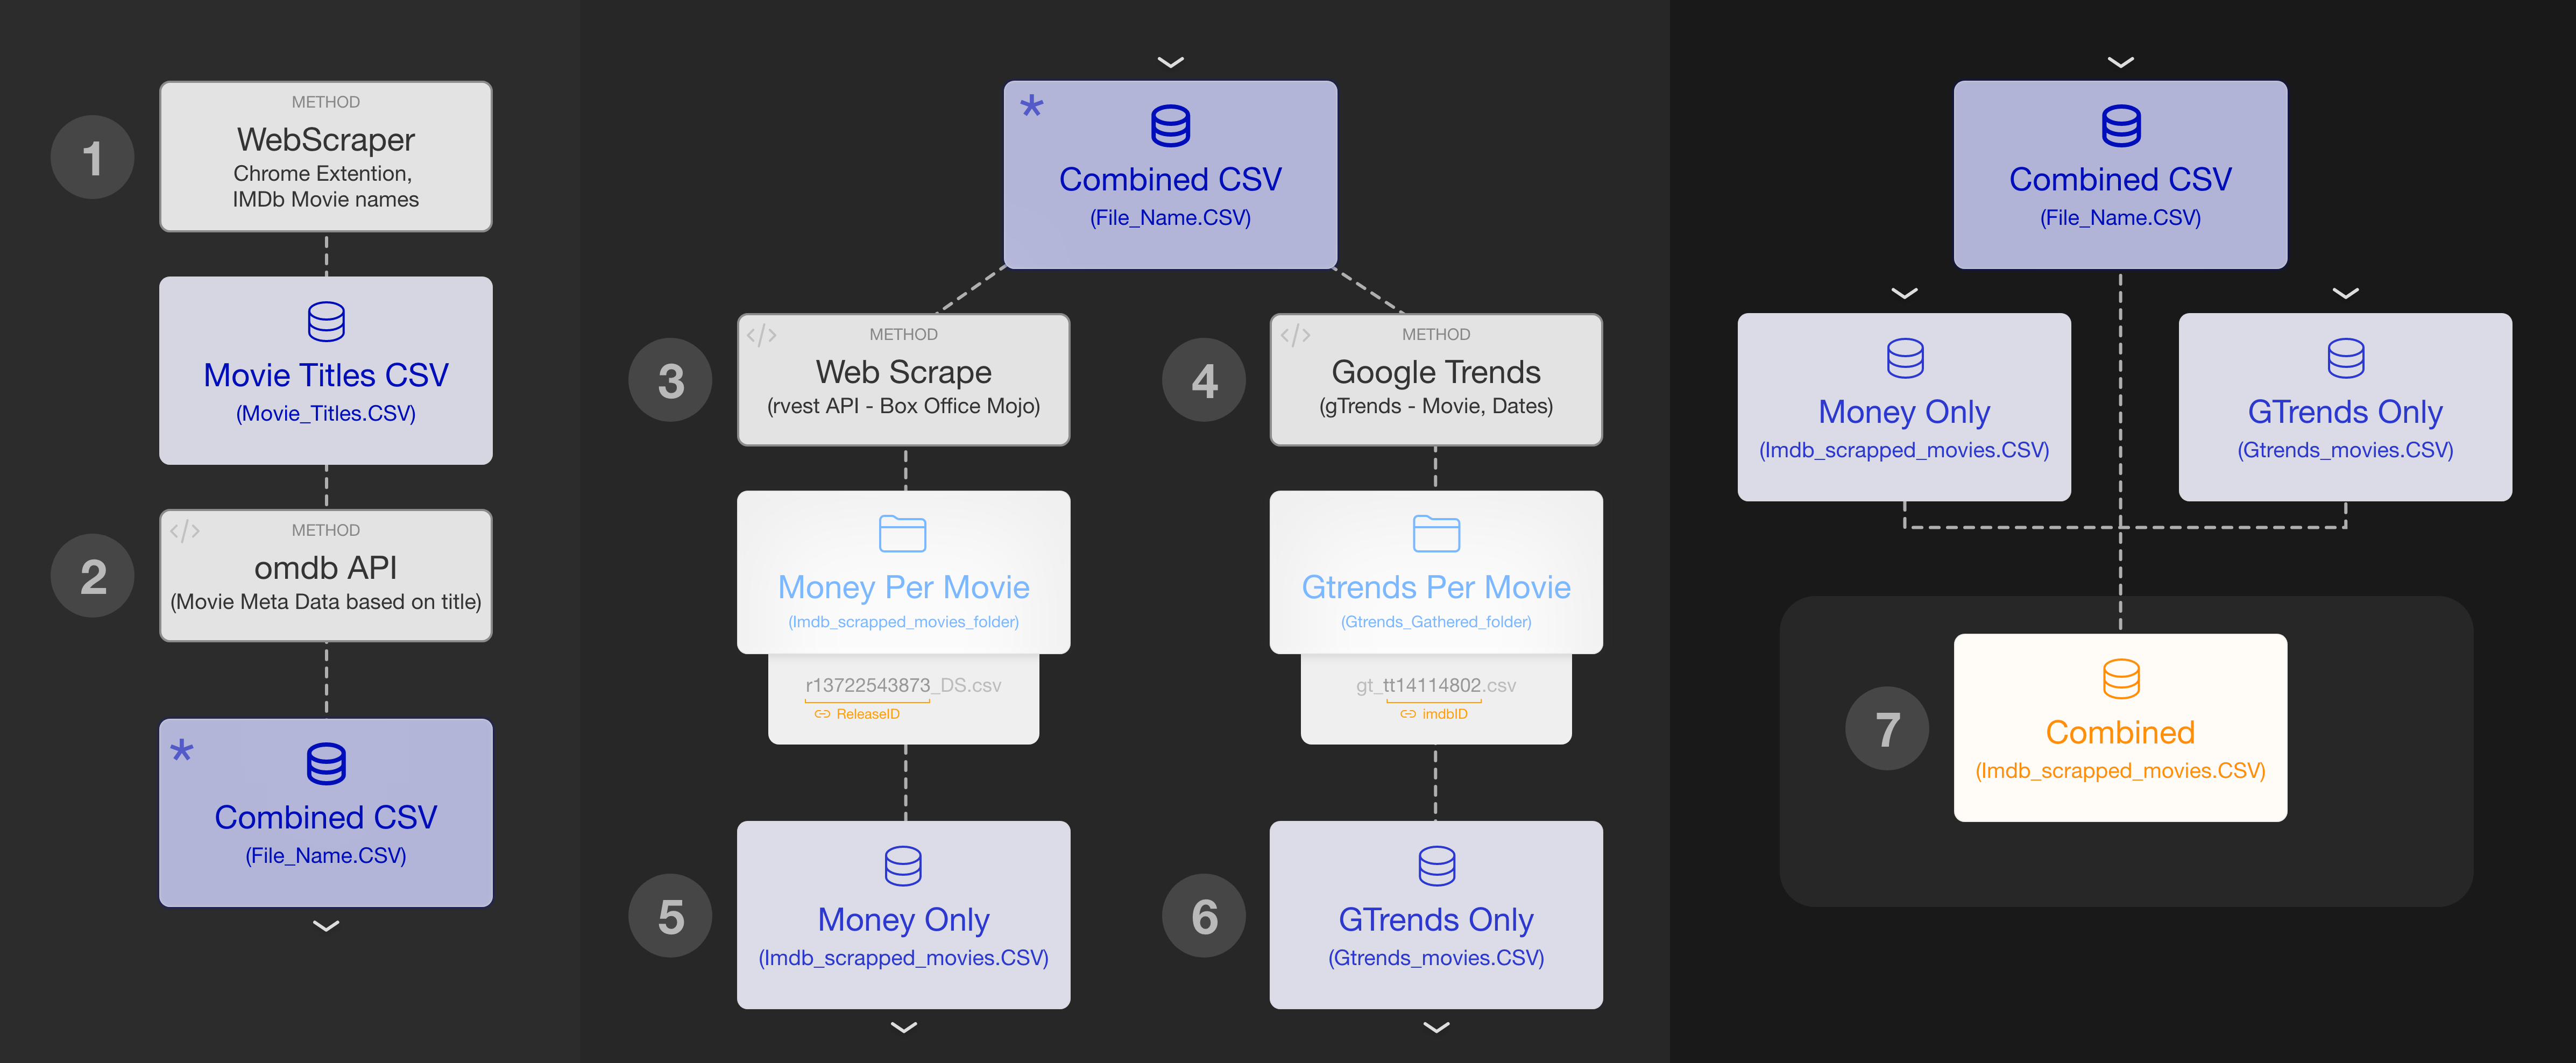 1
METHOD
WebScraper
Chrome Extention,
IMDb Movie names
Movie Titles CSV
(Movie_Titles.CSV)
2
</>
METHOD
omdb API
(Movie Meta Data based on title)
*
Combined CSV
(File_Name.CSV)
*
Combined CSV
(File_Name.CSV)
3
</>
METHOD
Web Scrape
(rvest API - Box Office Mojo)
Money Per Movie
(Imdb_scrapped_movies_folder)
r13722543873_DS.csv
ReleaseID
5
Money Only
(Imdb_scrapped_movies.CSV)
4
</>
METHOD
Google Trends
(gTrends - Movie, Dates)
Gtrends Per Movie
(Gtrends_Gathered_folder)
gt_tt14114802.csv
imdbID
6
GTrends Only
(Gtrends_movies.CSV)
Combined CSV
(File_Name.CSV)
Money Only
(Imdb_scrapped_movies.CSV)
GTrends Only
(Gtrends_movies.CSV)
7
Combined
(Imdb_scrapped_movies.CSV)